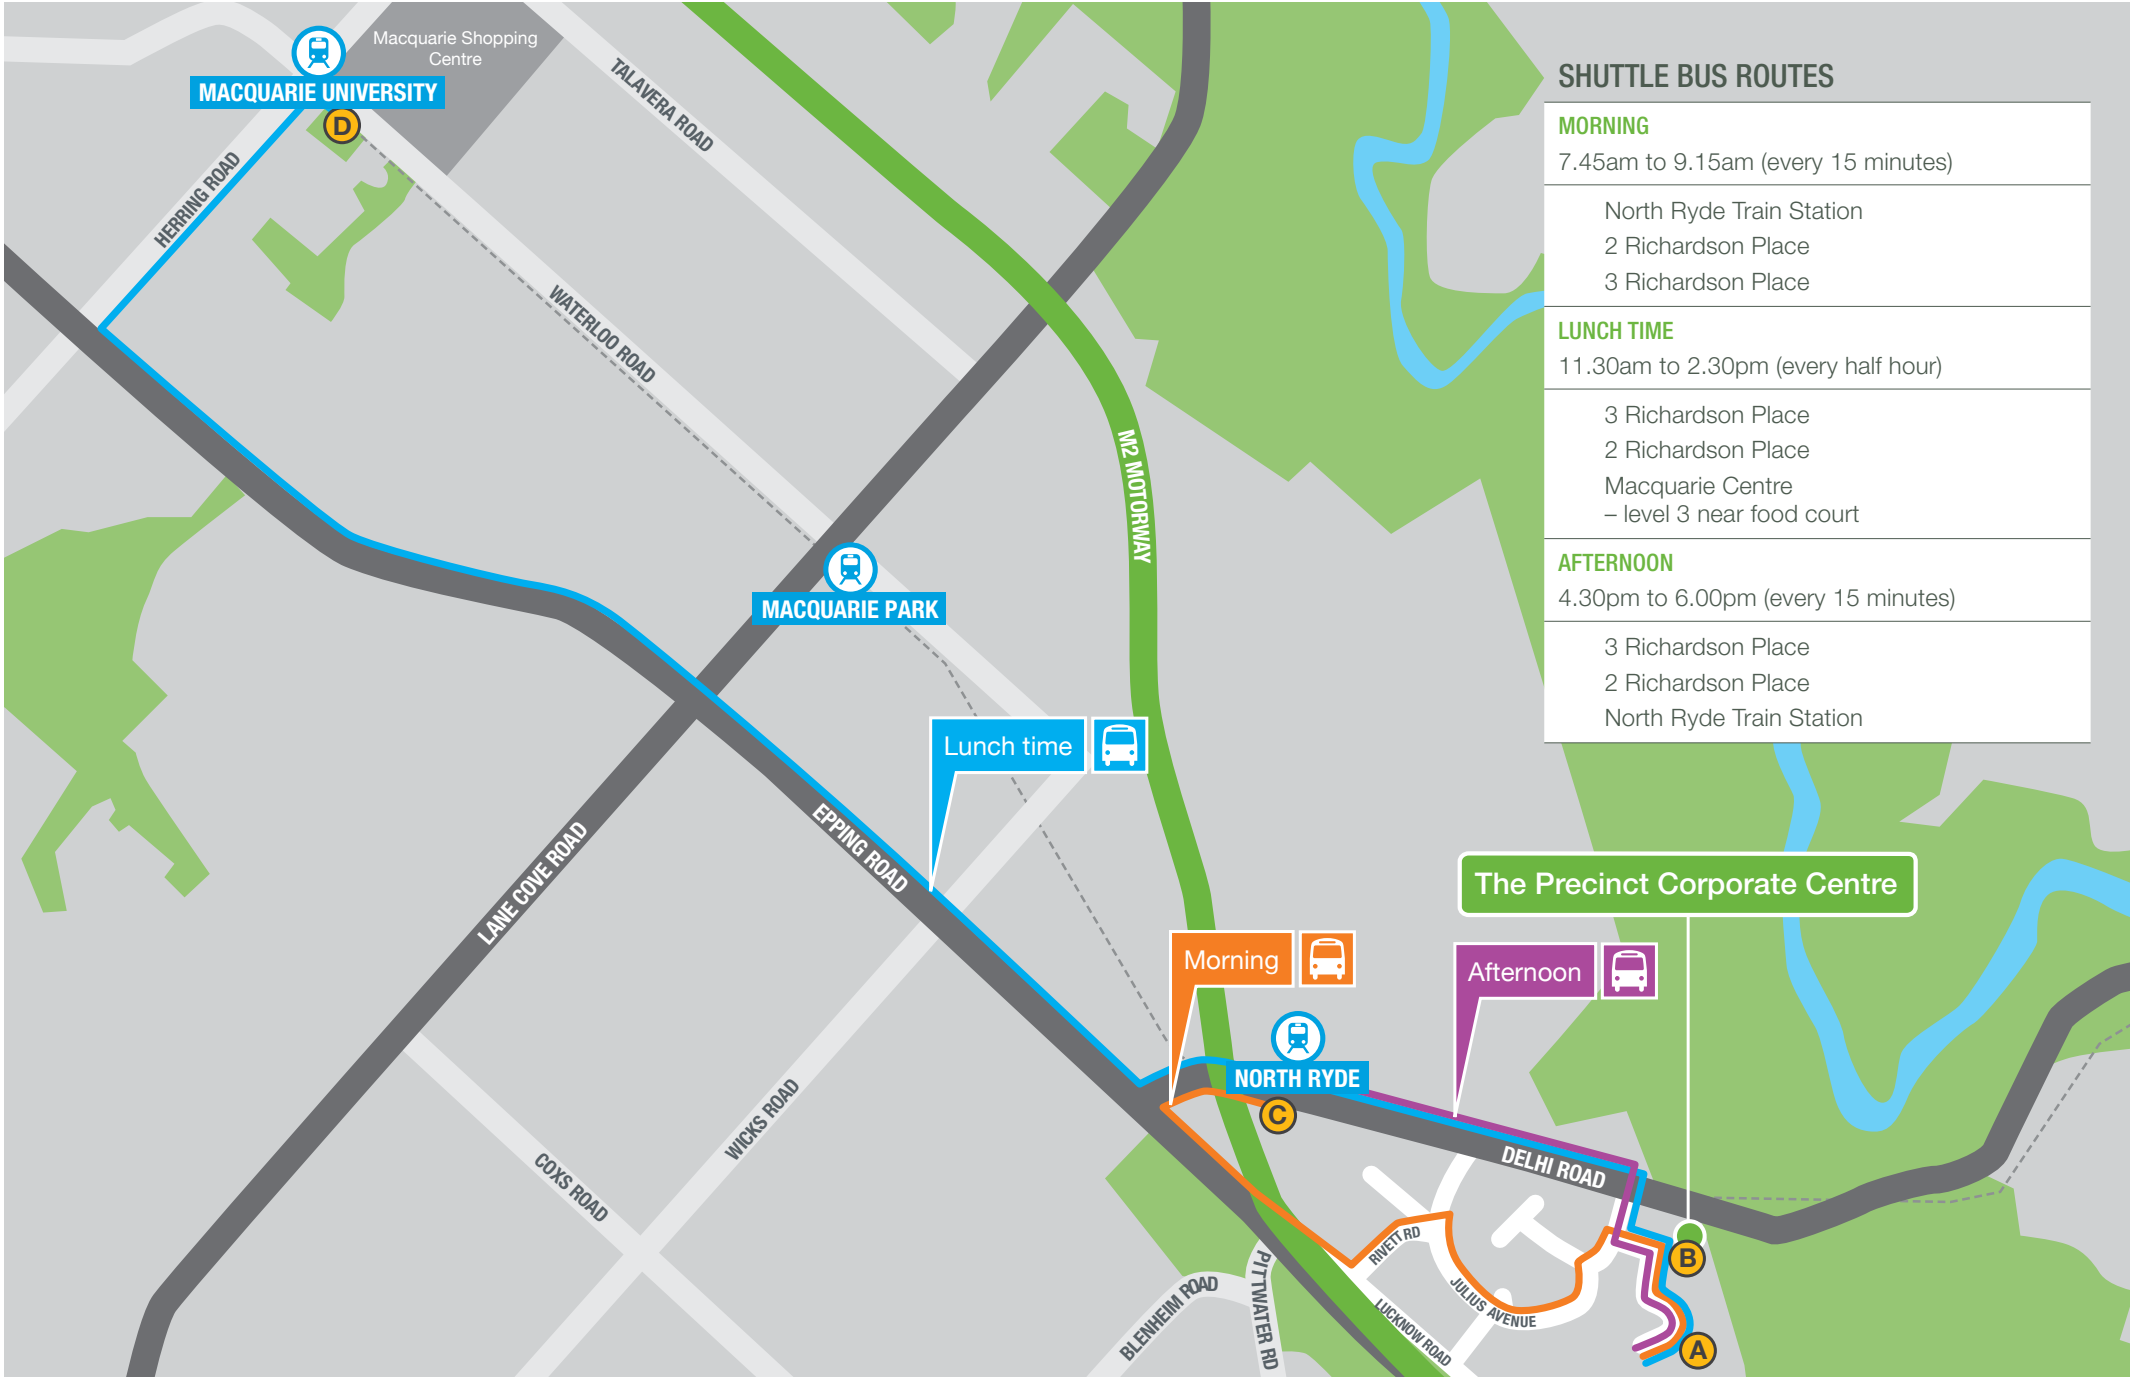 Macquarie Shopping
Centre
MACQUARIE UNIVERSITY
D
TALAVERA ROAD
HERRING ROAD
WATERLOO ROAD
M2 MOTORWAY
MACQUARIE PARK
Lunch time
EPPING ROAD
LANE COVE ROAD
The Precinct Corporate Centre
Morning
Afternoon
NORTH RYDE
C
DELHI ROAD
WICKS ROAD
COXS ROAD
RIVETT RD
B
JULIUS AVENUE
PITTWATER RD
BLENHEIM ROAD
LUCKNOW ROAD
A
SHUTTLE BUS ROUTES
MORNING
7.45am to 9.15am (every 15 minutes)
North Ryde Train Station
2 Richardson Place
3 Richardson Place
LUNCH TIME
11.30am to 2.30pm (every half hour)
3 Richardson Place
2 Richardson Place
Macquarie Centre
– level 3 near food court
AFTERNOON
4.30pm to 6.00pm (every 15 minutes)
3 Richardson Place
2 Richardson Place
North Ryde Train Station